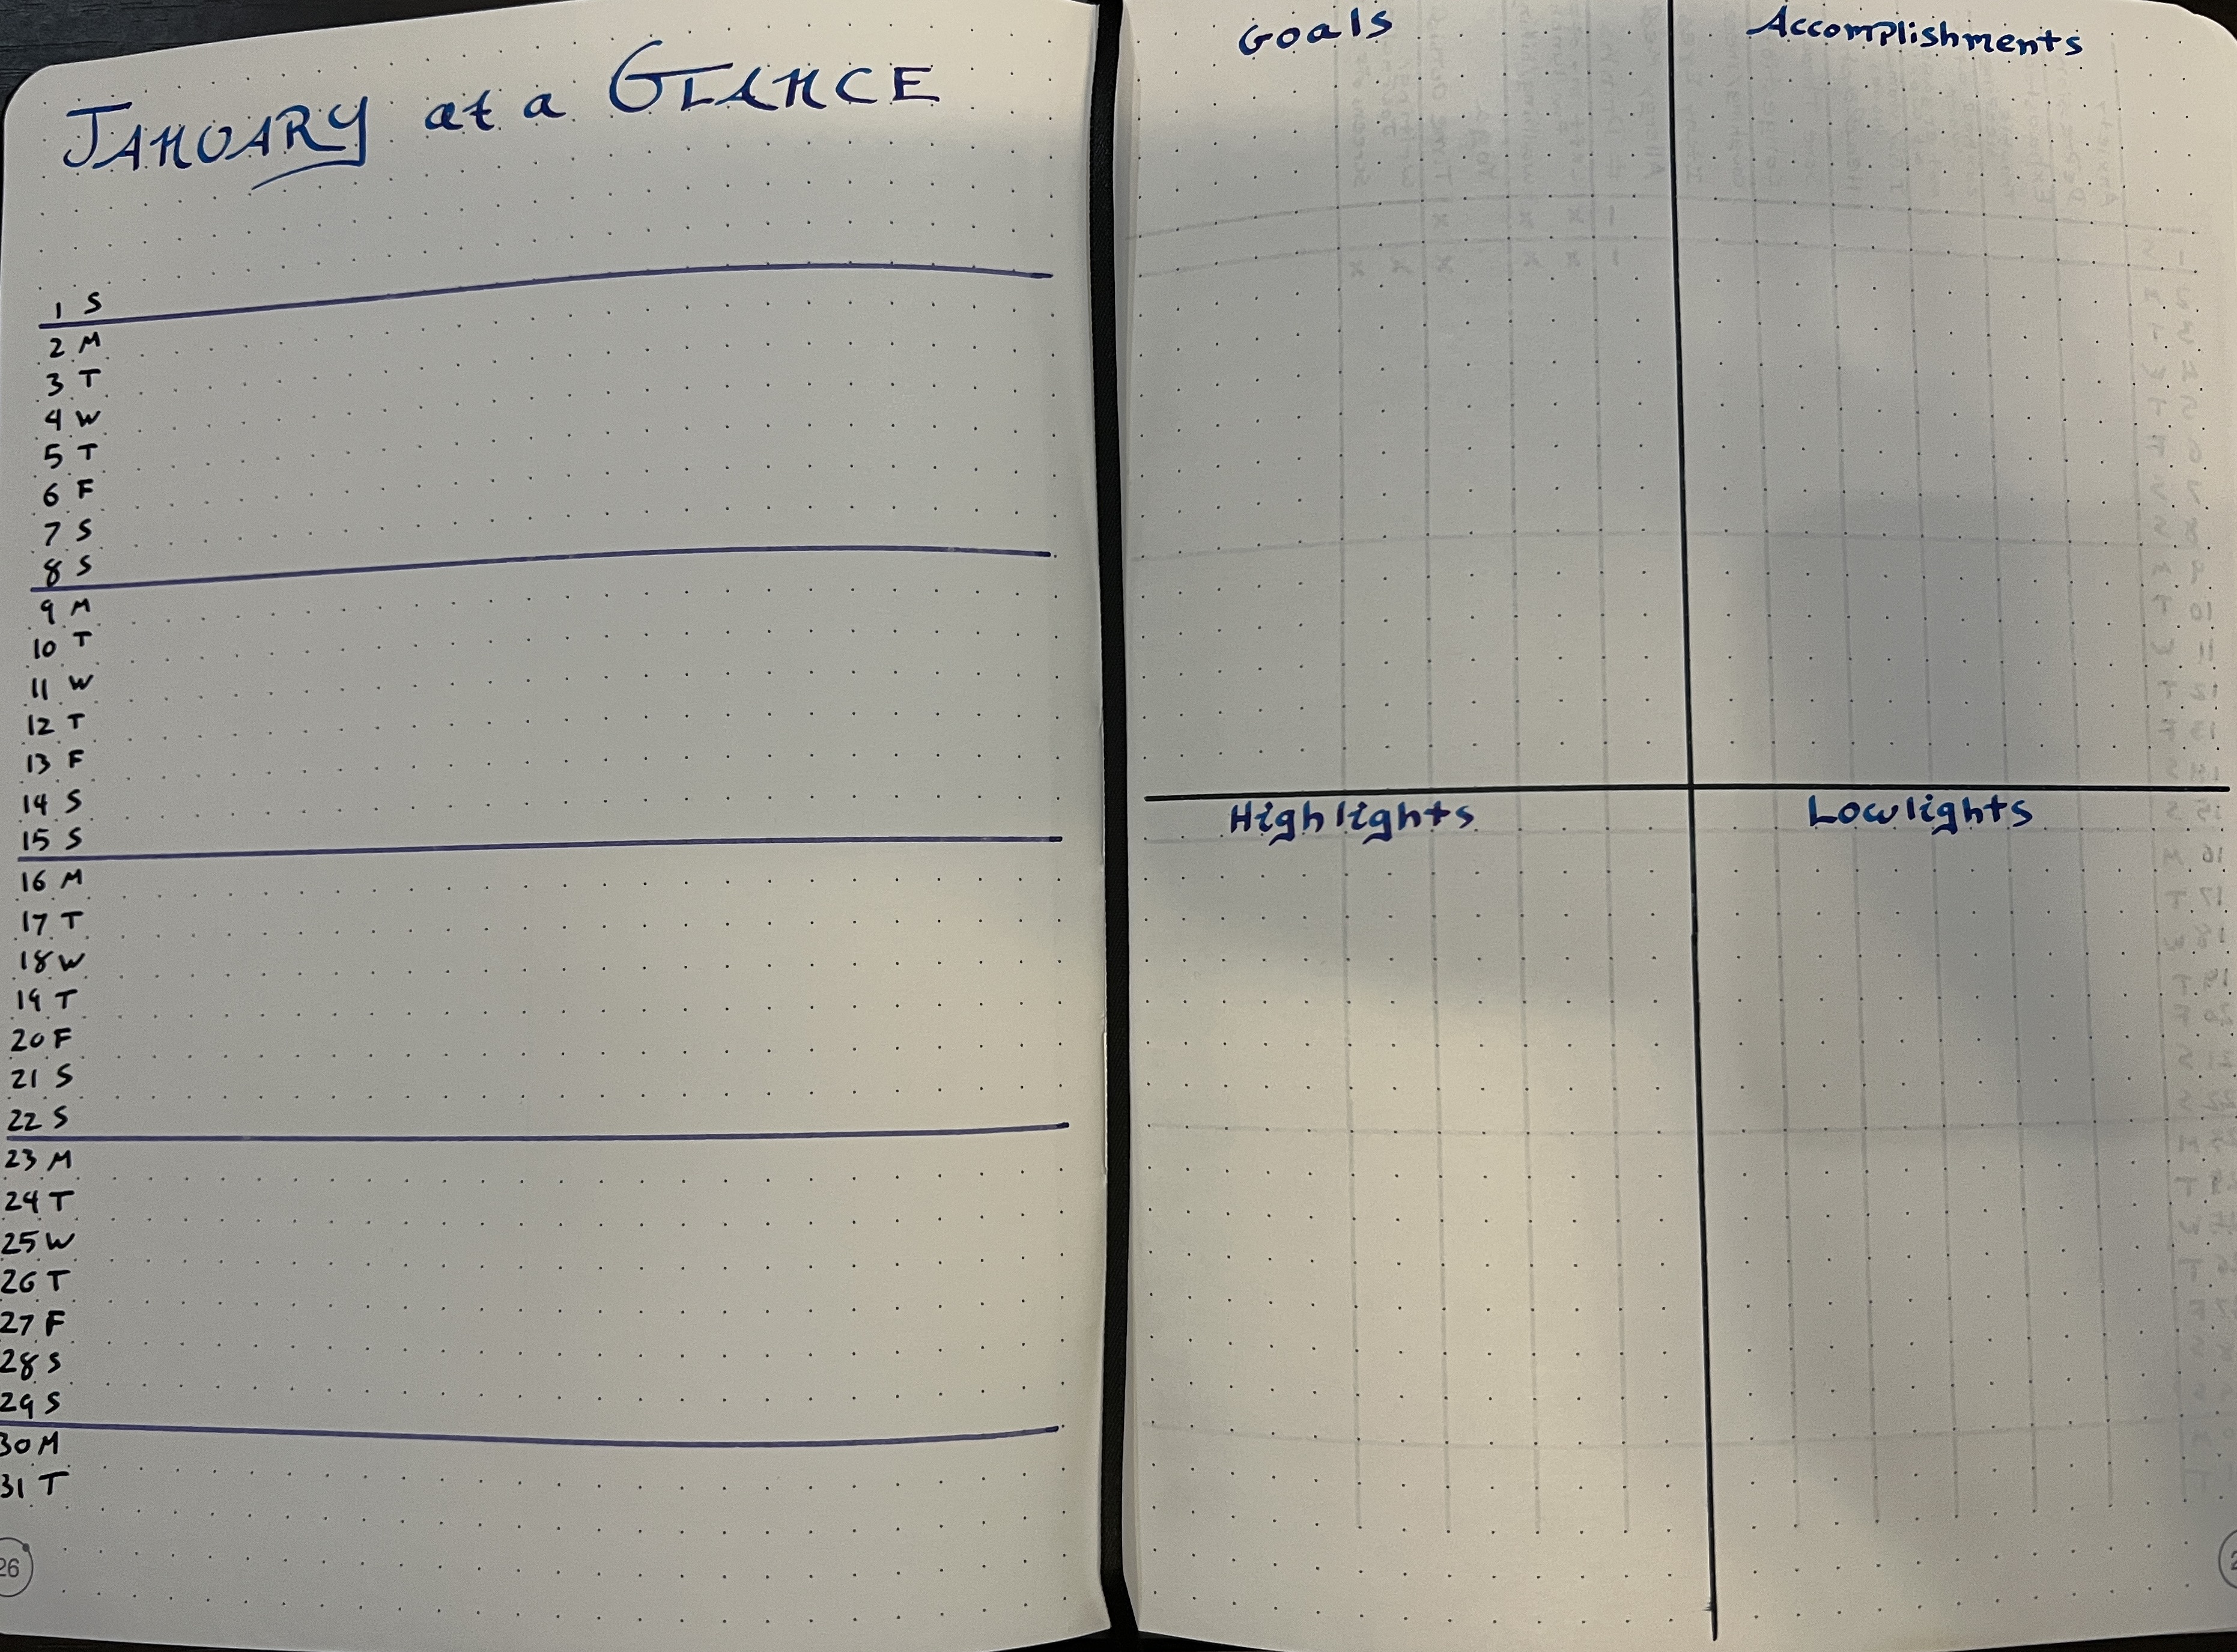 JANUARY at a GLANCE
1 S
2 M
3 T
4 W
5 T
6 F
7 S
8 S
9 M
10 T
11 W
12 T
13 F
14 S
15 S
16 M
17 T
18 W
19 T
20 F
21 S
22 S
23 M
24 T
25 W
26 T
27 F
28 S
29 S
30 M
31 T
26
Goals
Accomplishments
Highlights
Lowlights